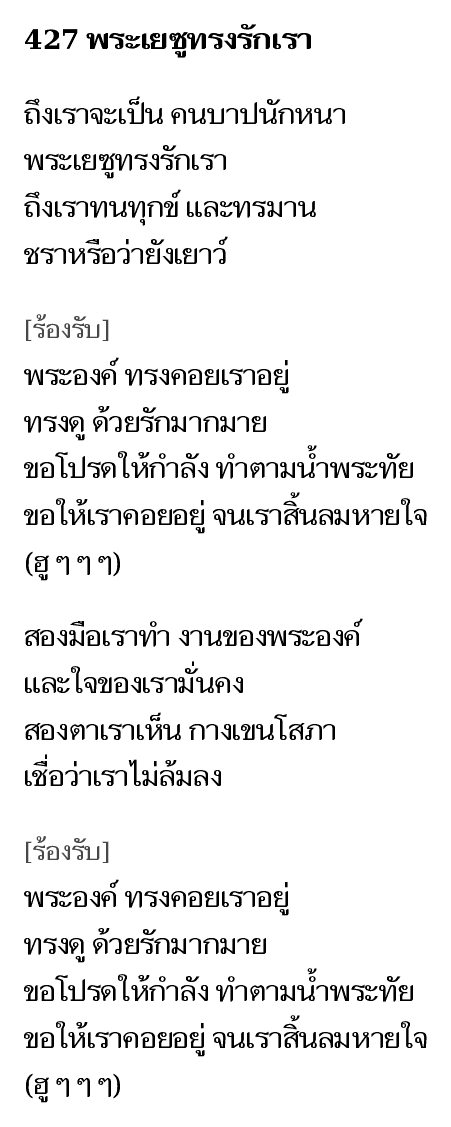 427 พระเยซูทรงรักเรา
ถึงเราจะเป็น คนบาปนักหนา
พระเยซูทรงรักเรา
ถึงเราทนทุกข์ และทรมาน
ชราหรือว่ายังเยาว์
[ร้องรับ]
พระองค์ ทรงคอยเราอยู่
ทรงดู ด้วยรักมากมาย
ขอโปรดให้กำลัง ทำตามน้ำพระทัย
ขอให้เราคอยอยู่ จนเราสิ้นลมหายใจ
(ฮู ๆ ๆ ๆ)
สองมือเราทำ งานของพระองค์
และใจของเรามั่นคง
สองตาเราเห็น กางเขนโสภา
เชื่อว่าเราไม่ล้มลง
[ร้องรับ]
พระองค์ ทรงคอยเราอยู่
ทรงดู ด้วยรักมากมาย
ขอโปรดให้กำลัง ทำตามน้ำพระทัย
ขอให้เราคอยอยู่ จนเราสิ้นลมหายใจ
(ฮู ๆ ๆ ๆ)